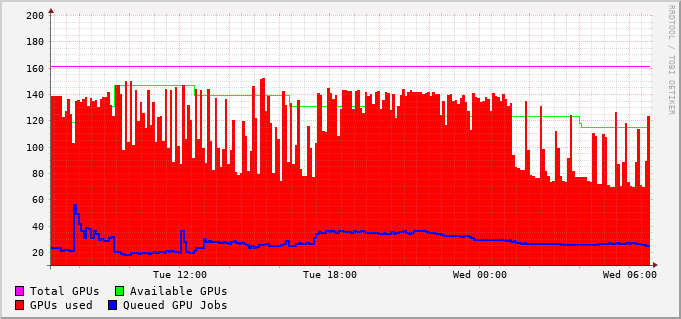 200
180
160
140
120
100
80
60
40
20
Tue 12:00 Tue 18:00 Wed 00:00 Wed 06:00
Total GPUs Available GPUs
GPUs used Queued GPU Jobs
RRDTOOL / TOBI OETIKER